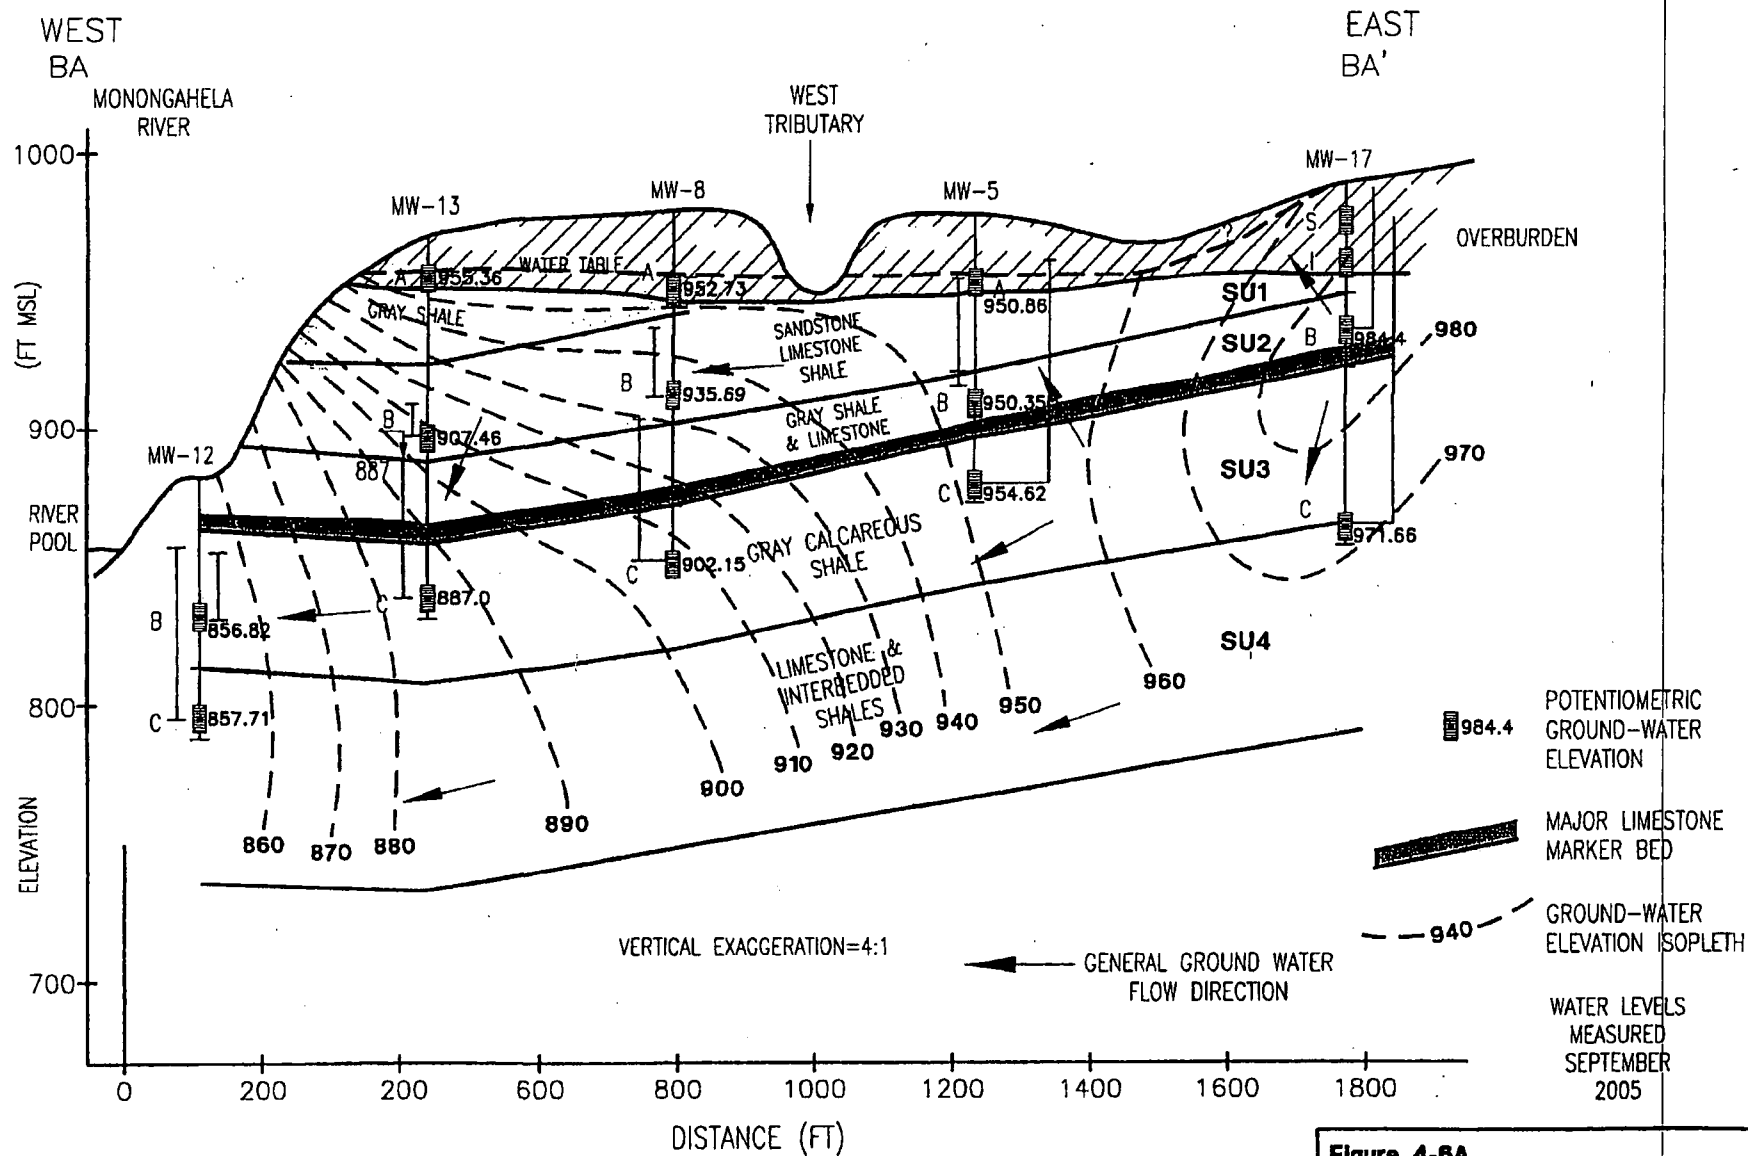 WEST
BA
EAST
BA'
MONONGAHELA
RIVER
WEST
TRIBUTARY
1000
MW-17
MW-8
MW-5
MW-13
S
OVERBURDEN
(FT MSL)
WATER TABLE
A
955.36
A
952.73
A
950.86
I
SU1
GRAY SHALE
SANDSTONE
LIMESTONE
SHALE
SU2
B
984.4
980
B
935.69
B
950.35
GRAY SHALE
& LIMESTONE
900
B
907.46
MW-12
887
SU3
970
C
954.62
C
971.66
RIVER
POOL
GRAY CALCAREOUS
SHALE
C
902.15
C
887.0
B
856.82
SU4
LIMESTONE &
INTERBEDDED
SHALES
800
C
857.71
960
950
940
930
920
910
900
890
880
870
860
984.4
POTENTIOMETRIC
GROUND-WATER
ELEVATION
ELEVATION
MAJOR LIMESTONE
MARKER BED
940
GROUND-WATER
ELEVATION ISOPLETH
VERTICAL EXAGGERATION=4:1
GENERAL GROUND WATER
FLOW DIRECTION
700
WATER LEVELS
MEASURED
SEPTEMBER
2005
0
200
200
600
800
1000
1200
1400
1600
1800
DISTANCE (FT)
Figure 4-6A